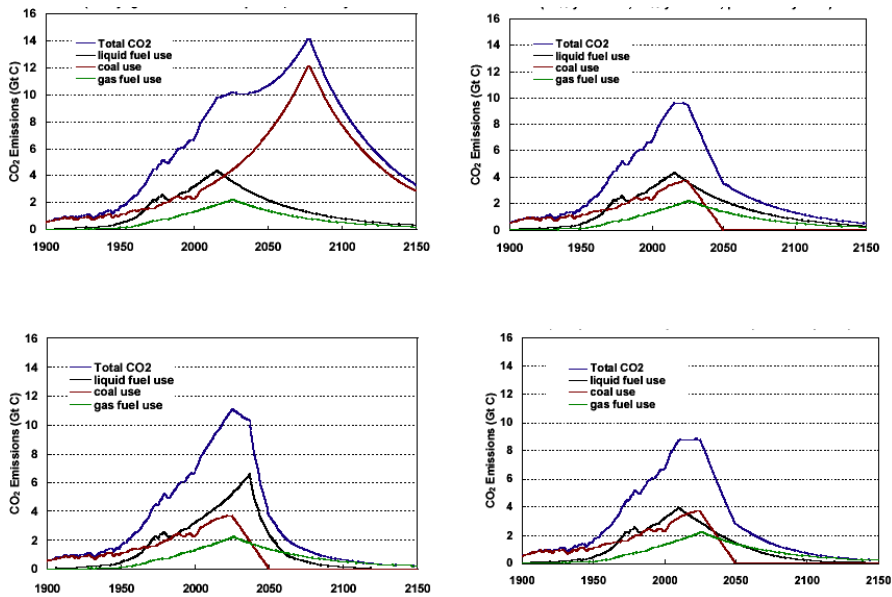 16
14
12
10
8
6
4
2
0
CO₂ Emissions (Gt C)
Total CO2
liquid fuel use
coal use
gas fuel use
1900 1950 2000 2050 2100 2150
16
14
12
10
8
6
4
2
0
CO₂ Emissions (Gt C)
Total CO2
liquid fuel use
coal use
gas fuel use
1900 1950 2000 2050 2100 2150
16
14
12
10
8
6
4
2
0
CO₂ Emissions (Gt C)
Total CO2
liquid fuel use
coal use
gas fuel use
1900 1950 2000 2050 2100 2150
16
14
12
10
8
6
4
2
0
CO₂ Emissions (Gt C)
Total CO2
liquid fuel use
coal use
gas fuel use
1900 1950 2000 2050 2100 2150